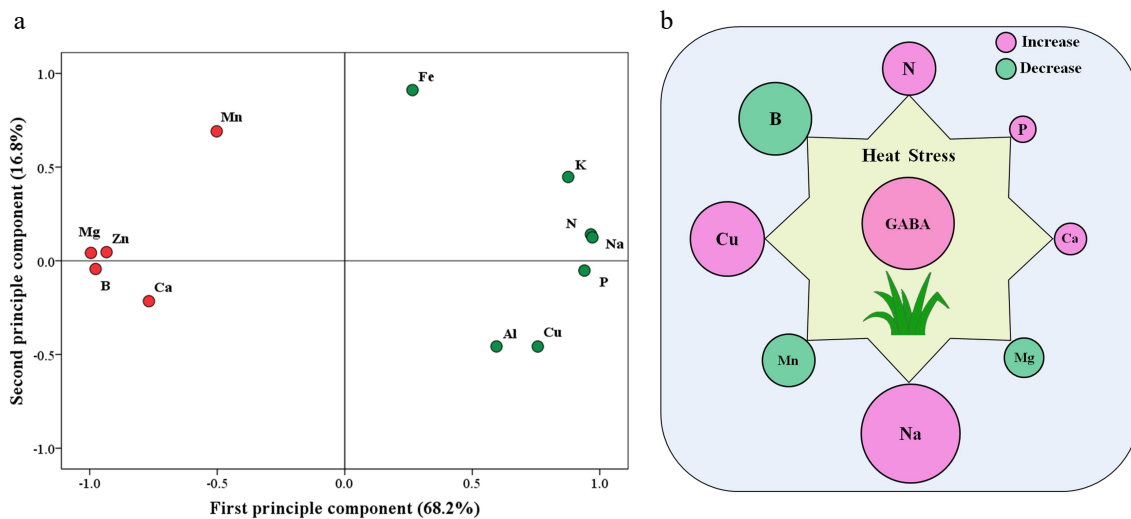 a
Second principle component (16.8%)
1.0
0.5
0.0
-0.5
-1.0
Fe
Mn
K
N
Na
P
Mg
Zn
B
Ca
Al
Cu
-1.0
-0.5
0.0
0.5
1.0
First principle component (68.2%)
b
Increase
Decrease
N
B
P
Heat Stress
GABA
Cu
Ca
Mn
Mg
Na